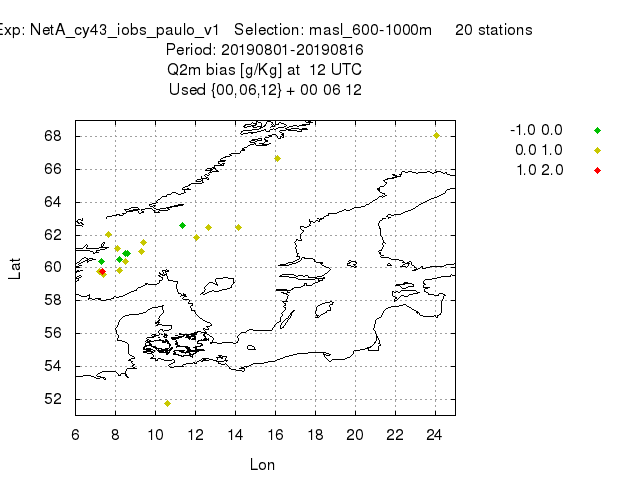 Exp: NetA_cy43_iobs_paulo_v1 Selection: masl_600-1000m 20 stations
Period: 20190801-20190816
Q2m bias [g/Kg] at 12 UTC
Used {00,06,12} + 00 06 12
-1.0 0.0
0.0 1.0
1.0 2.0
68
66
64
62
60
58
56
54
52
Lat
6 8 10 12 14 16 18 20 22 24
Lon